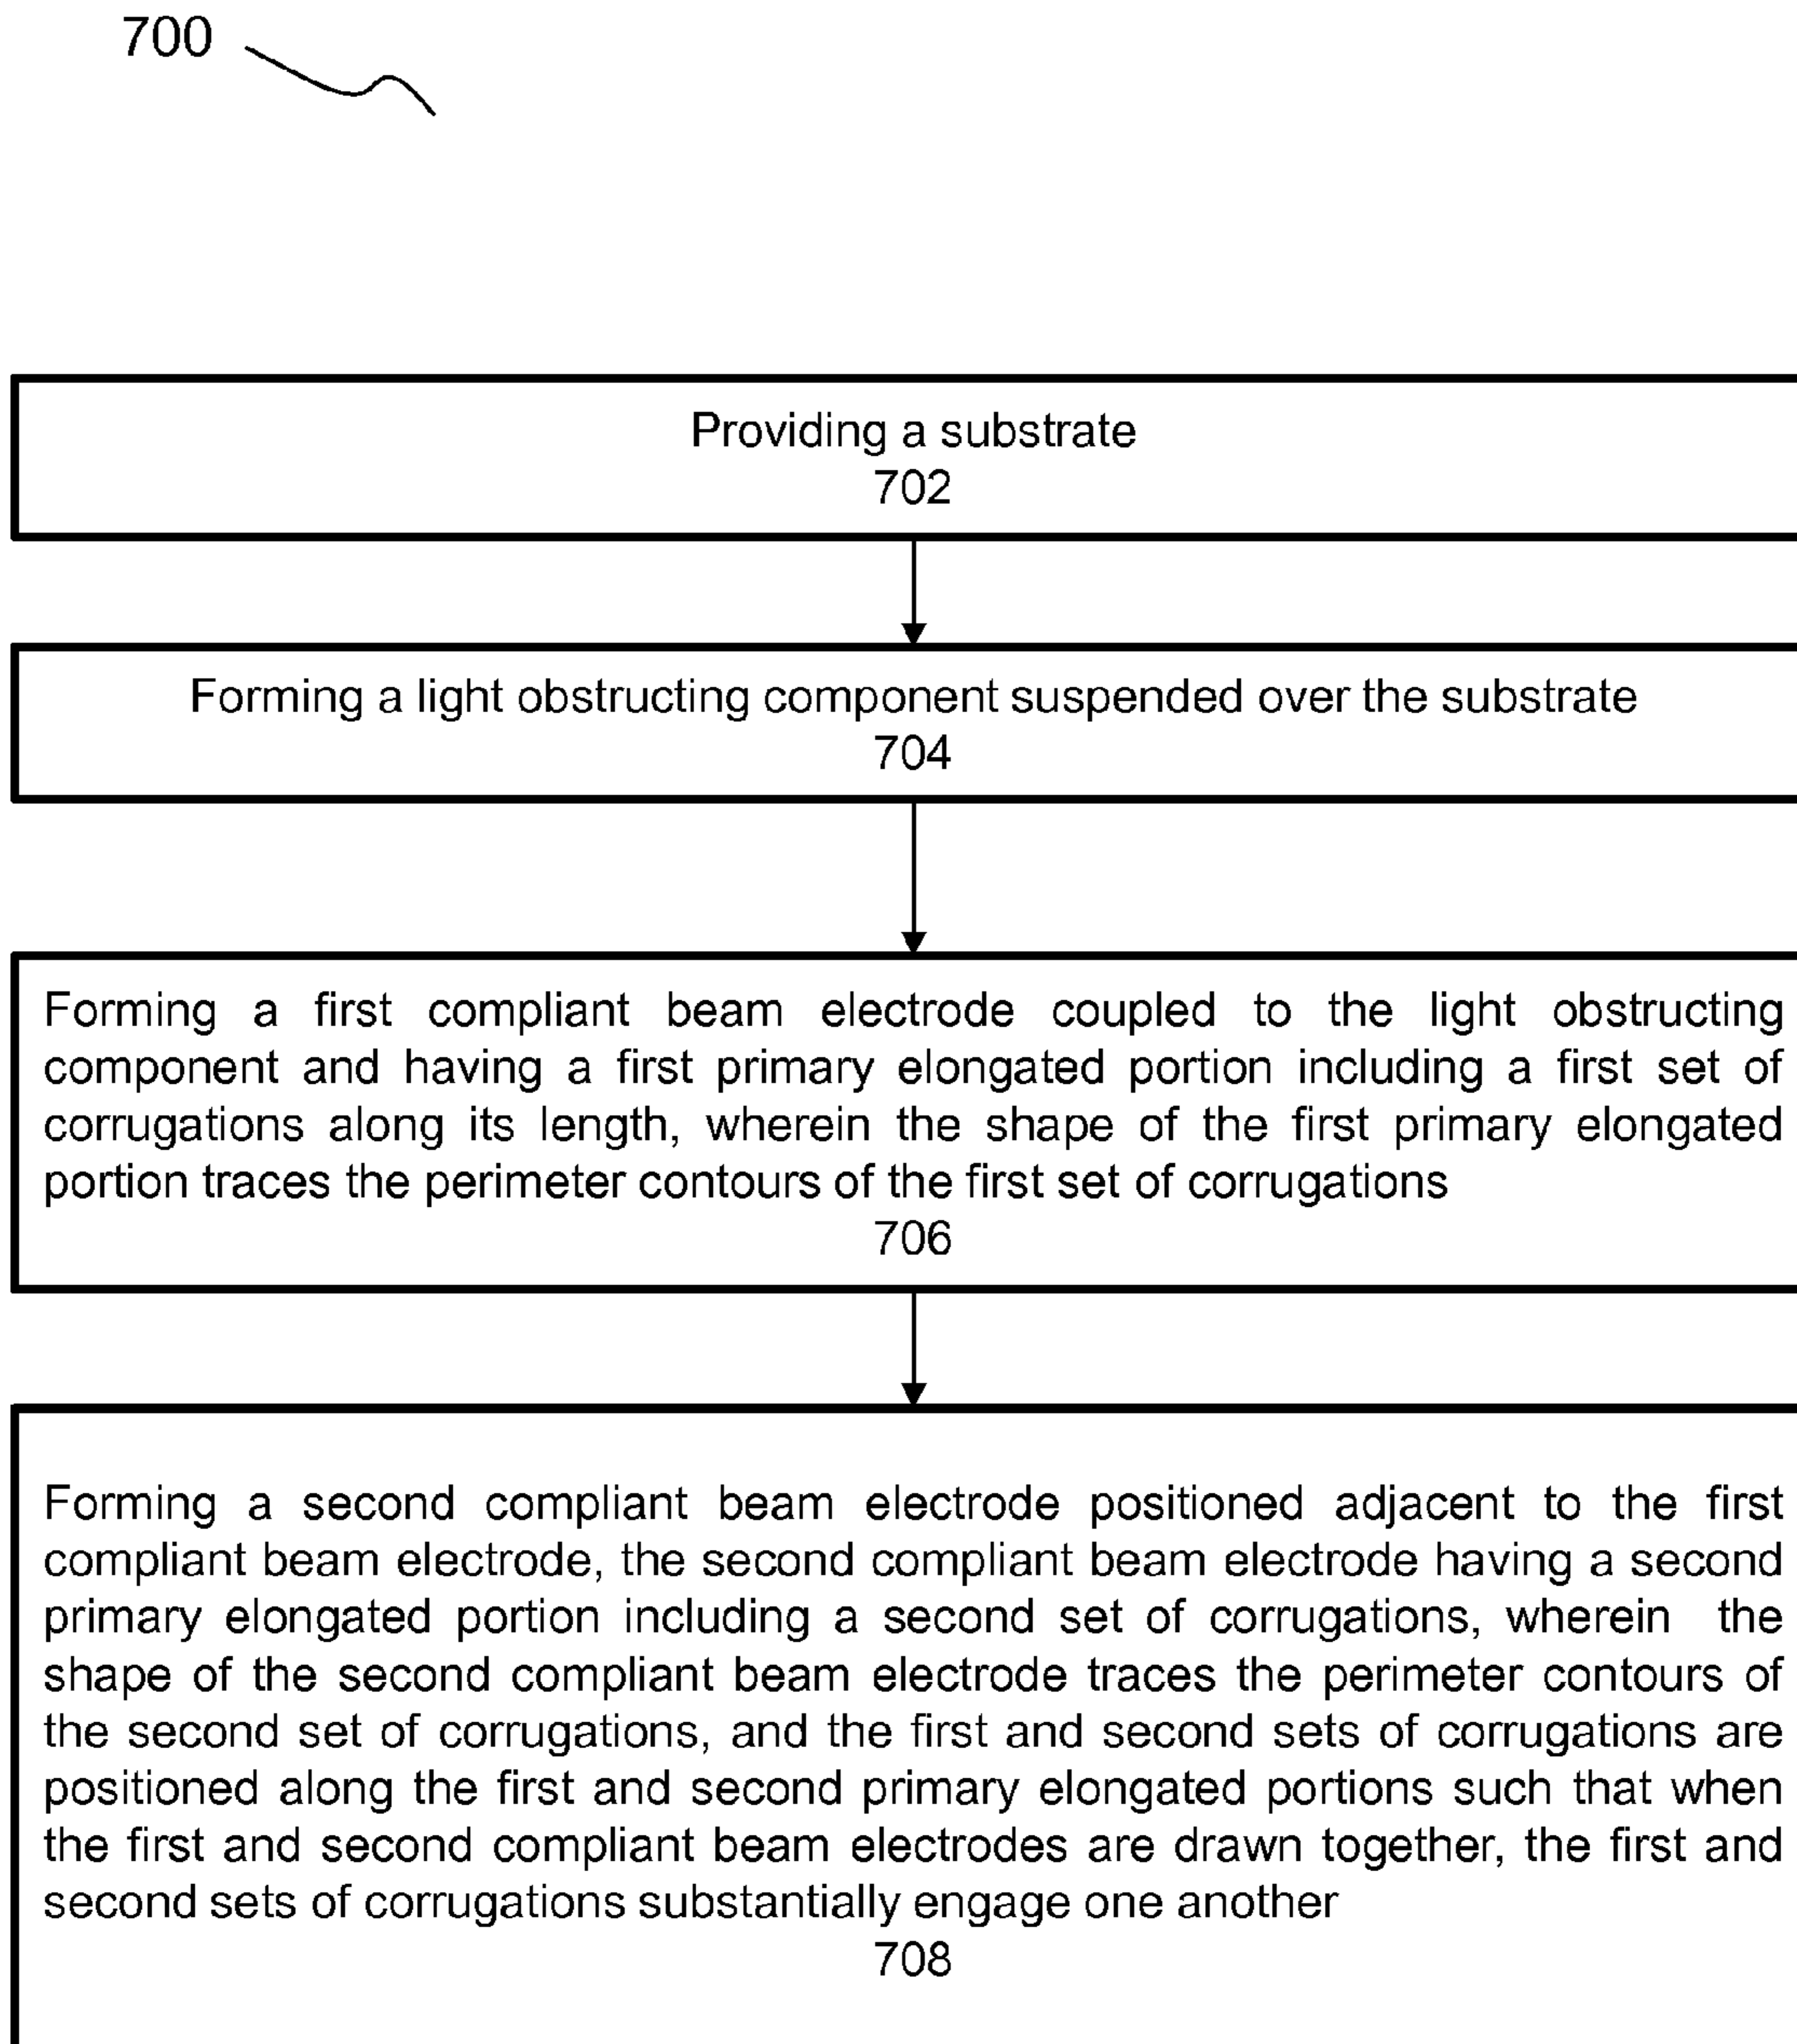 700
Providing a substrate
702
Forming a light obstructing component suspended over the substrate
704
Forming a first compliant beam electrode coupled to the light obstructing
component and having a first primary elongated portion including a first set of
corrugations along its length, wherein the shape of the first primary elongated
portion traces the perimeter contours of the first set of corrugations
706
Forming a second compliant beam electrode positioned adjacent to the first
compliant beam electrode, the second compliant beam electrode having a second
primary elongated portion including a second set of corrugations, wherein the
shape of the second compliant beam electrode traces the perimeter contours of
the second set of corrugations, and the first and second sets of corrugations are
positioned along the first and second primary elongated portions such that when
the first and second compliant beam electrodes are drawn together, the first and
second sets of corrugations substantially engage one another
708